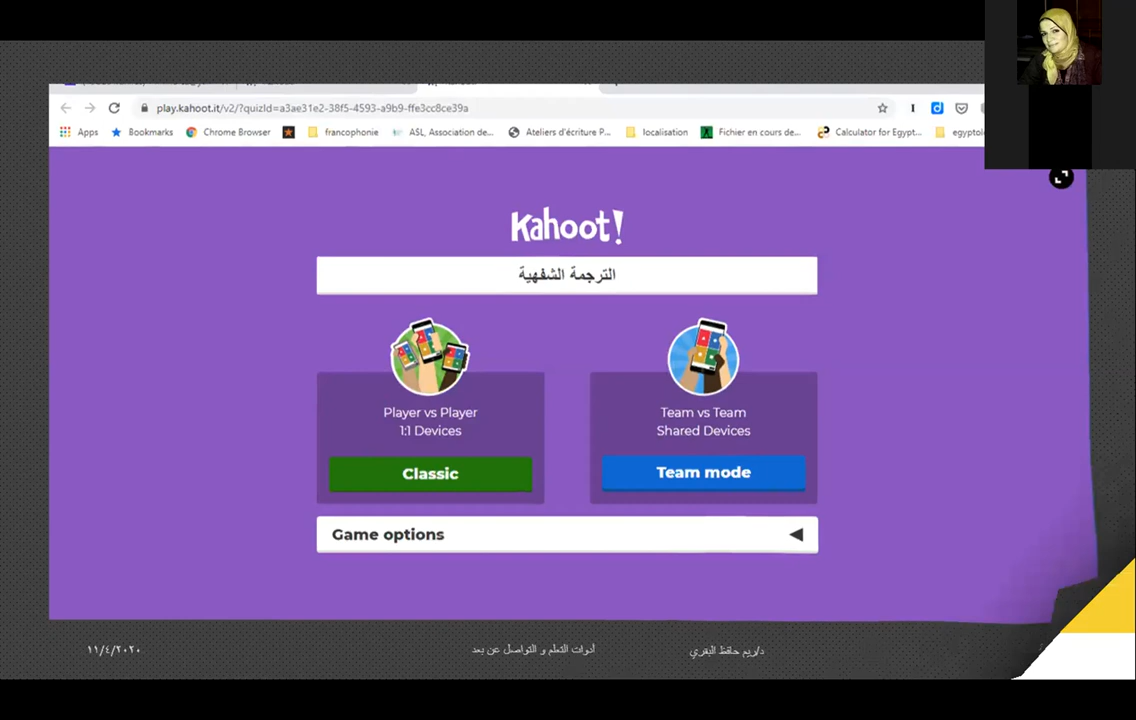 play.kahoot.it/v2/?quizId=a3ae31e2-38f5-4593-a9b9-ffe3cc8ce39a
Apps Bookmarks Chrome Browser francophonie ASL, Association de... Ateliers d'écriture P... localisation Fichier en cours de... Calculator for Egypt...
Kahoot!
الترجمة الشفهية
Player vs Player
1:1 Devices
Classic
Team vs Team
Shared Devices
Team mode
Game options
د/ريم حافظ البقري
أدوات التعلم و التواصل عن بعد
١١/٤/٢٠٢٠